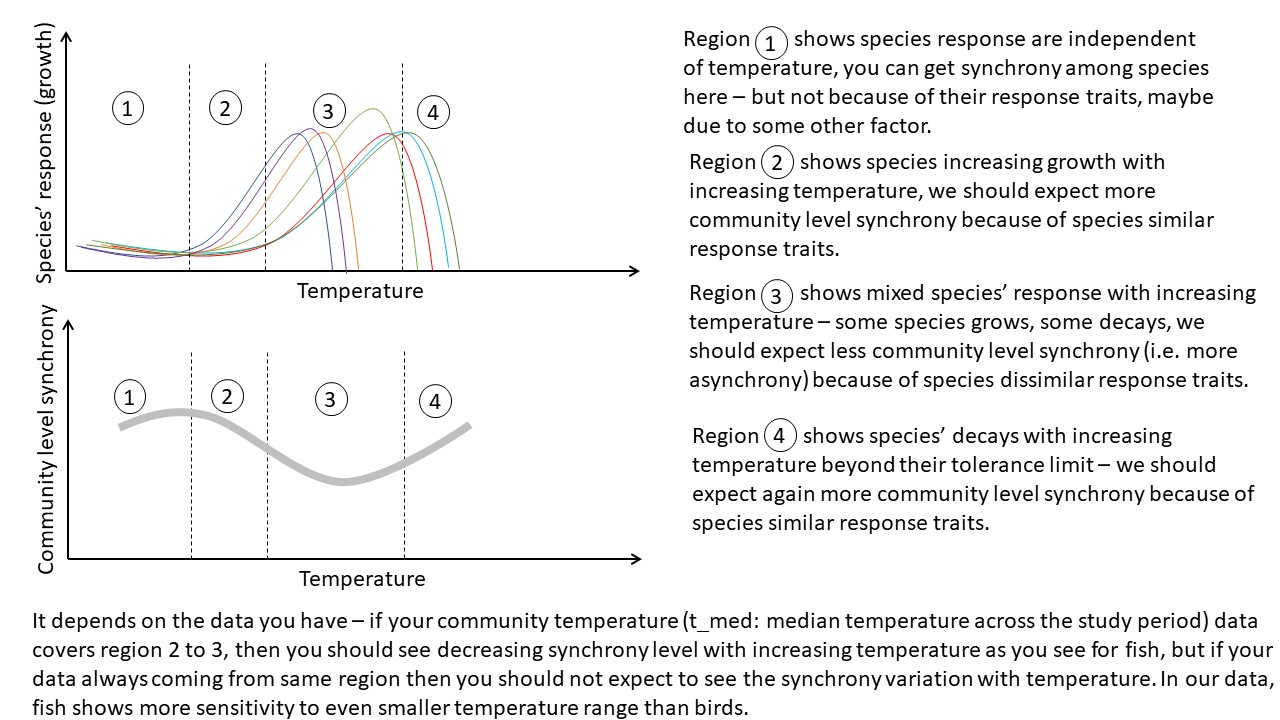 Species’ response (growth)
1
2
3
4
Temperature
Community level synchrony
1
2
3
4
Temperature
Region 1 shows species response are independent
of temperature, you can get synchrony among species
here – but not because of their response traits, maybe
due to some other factor.
Region 2 shows species increasing growth with
increasing temperature, we should expect more
community level synchrony because of species similar
response traits.
Region 3 shows mixed species’ response with increasing
temperature – some species grows, some decays, we
should expect less community level synchrony (i.e. more
asynchrony) because of species dissimilar response traits.
Region 4 shows species’ decays with increasing
temperature beyond their tolerance limit – we should
expect again more community level synchrony because of
species similar response traits.
It depends on the data you have – if your community temperature (t_med: median temperature across the study period) data
covers region 2 to 3, then you should see decreasing synchrony level with increasing temperature as you see for fish, but if your
data always coming from same region then you should not expect to see the synchrony variation with temperature. In our data,
fish shows more sensitivity to even smaller temperature range than birds.